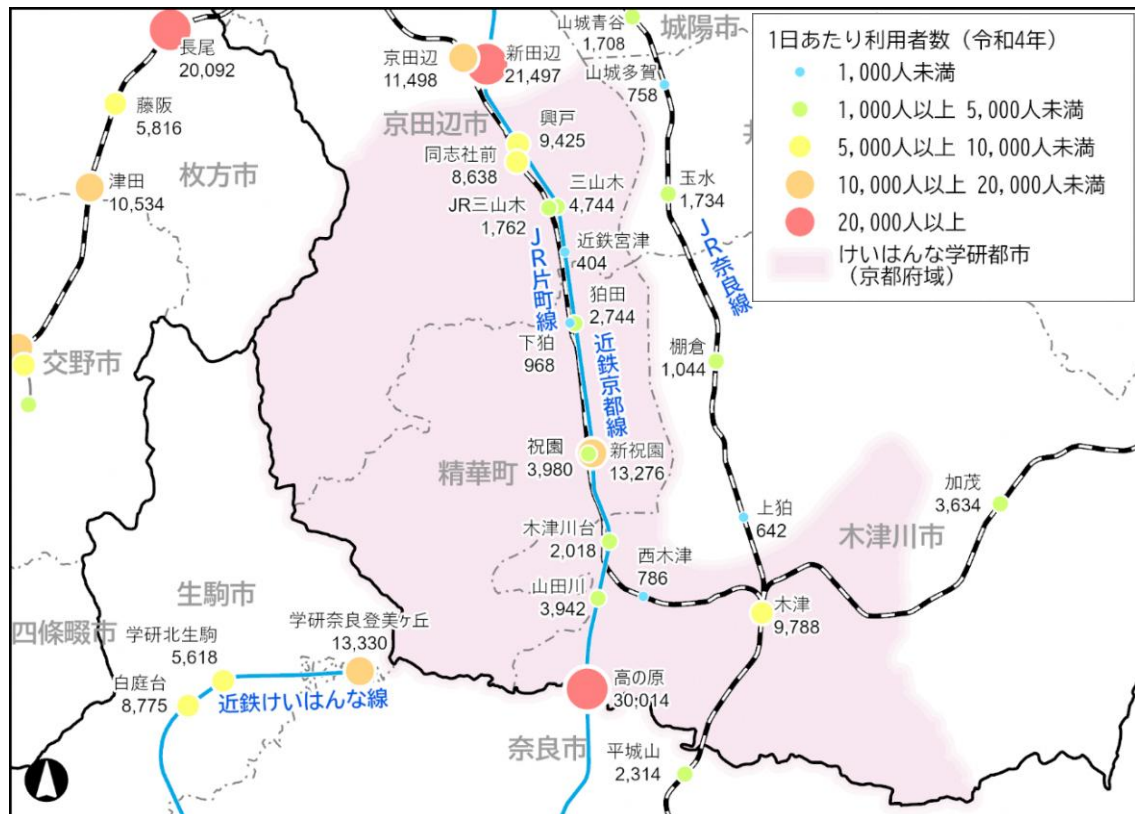 1日あたり利用者数（令和4年）
1,000人未満
1,000人以上 5,000人未満
5,000人以上 10,000人未満
10,000人以上 20,000人未満
20,000人以上
けいはんな学研都市
（京都府域）
長尾
20,092
藤阪
5,816
津田
10,534
枚方市
交野市
四條畷市
生駒市
京田辺
11,498
新田辺
21,497
山城青谷
1,708
城陽市
山城多賀
758
京田辺市
興戸
9,425
同志社前
8,638
三山木
4,744
JR三山木
1,762
玉水
1,734
近鉄宮津
404
JR片町線
JR奈良線
狛田
2,744
下狛
968
近鉄京都線
棚倉
1,044
祝園
3,980
新祝園
13,276
精華町
上狛
642
加茂
3,634
木津川市
木津川台
2,018
西木津
786
山田川
3,942
木津
9,788
学研奈良登美ヶ丘
13,330
学研北生駒
5,618
白庭台
8,775
近鉄けいはんな線
高の原
30,014
奈良市
平城山
2,314